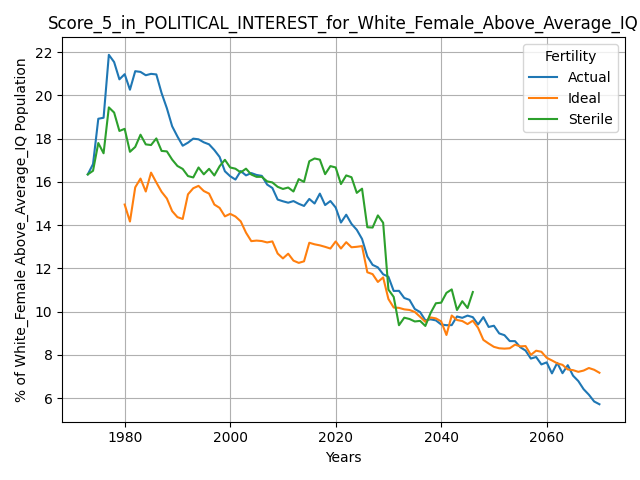 Score_5_in_POLITICAL_INTEREST_for_White_Female_Above_Average_IQ
% of White_Female Above_Average_IQ Population
22
20
18
16
14
12
10
8
6
Fertility
Actual
Ideal
Sterile
1980 2000 2020 2040 2060
Years